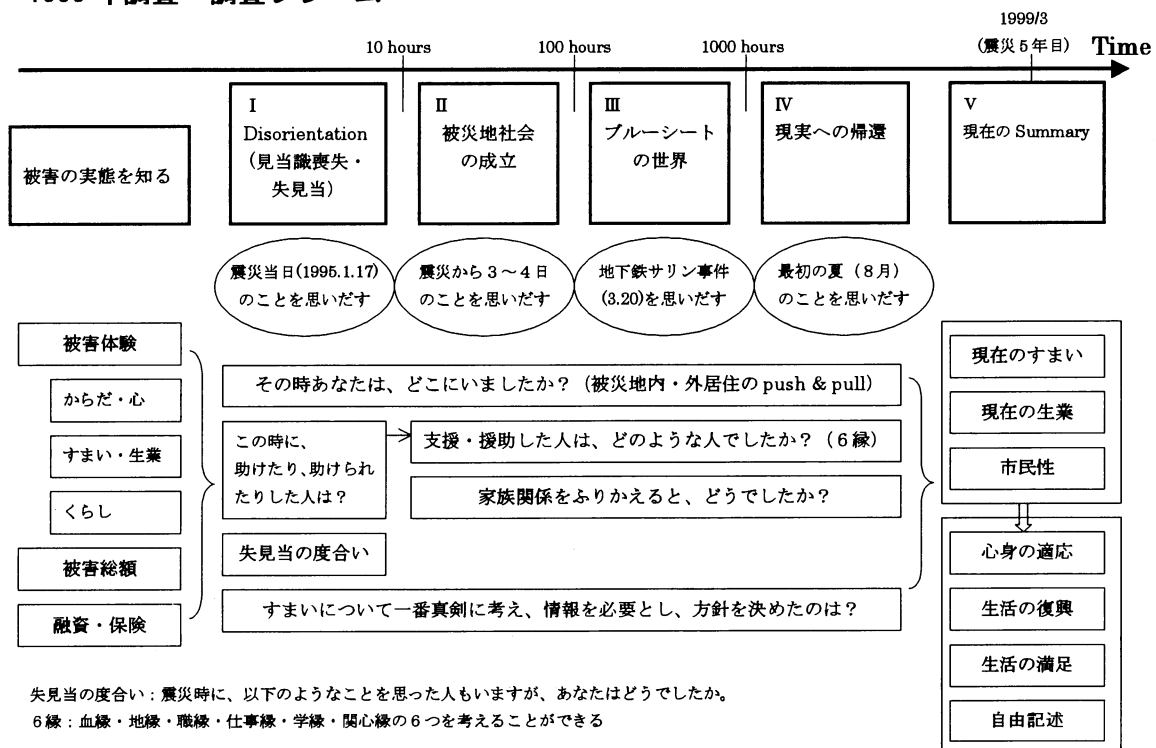 1999/3
10 hours
100 hours
1000 hours
(震災5年目)
Time
被害の実態を知る
I
Disorientation
(見当識喪失・
失見当)
II
被災地社会
の成立
III
ブルーシート
の世界
IV
現実への帰還
V
現在の Summary
震災当日(1995.1.17)
のことを思いだす
震災から3～4日
のことを思いだす
地下鉄サリン事件
(3.20)を思いだす
最初の夏(8月)
のことを思いだす
被害体験
からだ・心
すまい・生業
くらし
被害総額
融資・保険
その時あなたは、どこにいましたか?(被災地内・外居住の push & pull)
この時に、
助けたり、助けられ
たりした人は?
支援・援助した人は、どのような人でしたか?(6縁)
家族関係をふりかえると、どうでしたか?
失見当の度合い
すまいについて一番真剣に考え、情報を必要とし、方針を決めたのは?
現在のすまい
現在の生業
市民性
心身の適応
生活の復興
生活の満足
自由記述
失見当の度合い:震災時に、以下のようなことを思った人もいますが、あなたはどうでしたか。
6縁:血縁・地縁・職縁・仕事縁・学縁・関心縁の6つを考えることができる